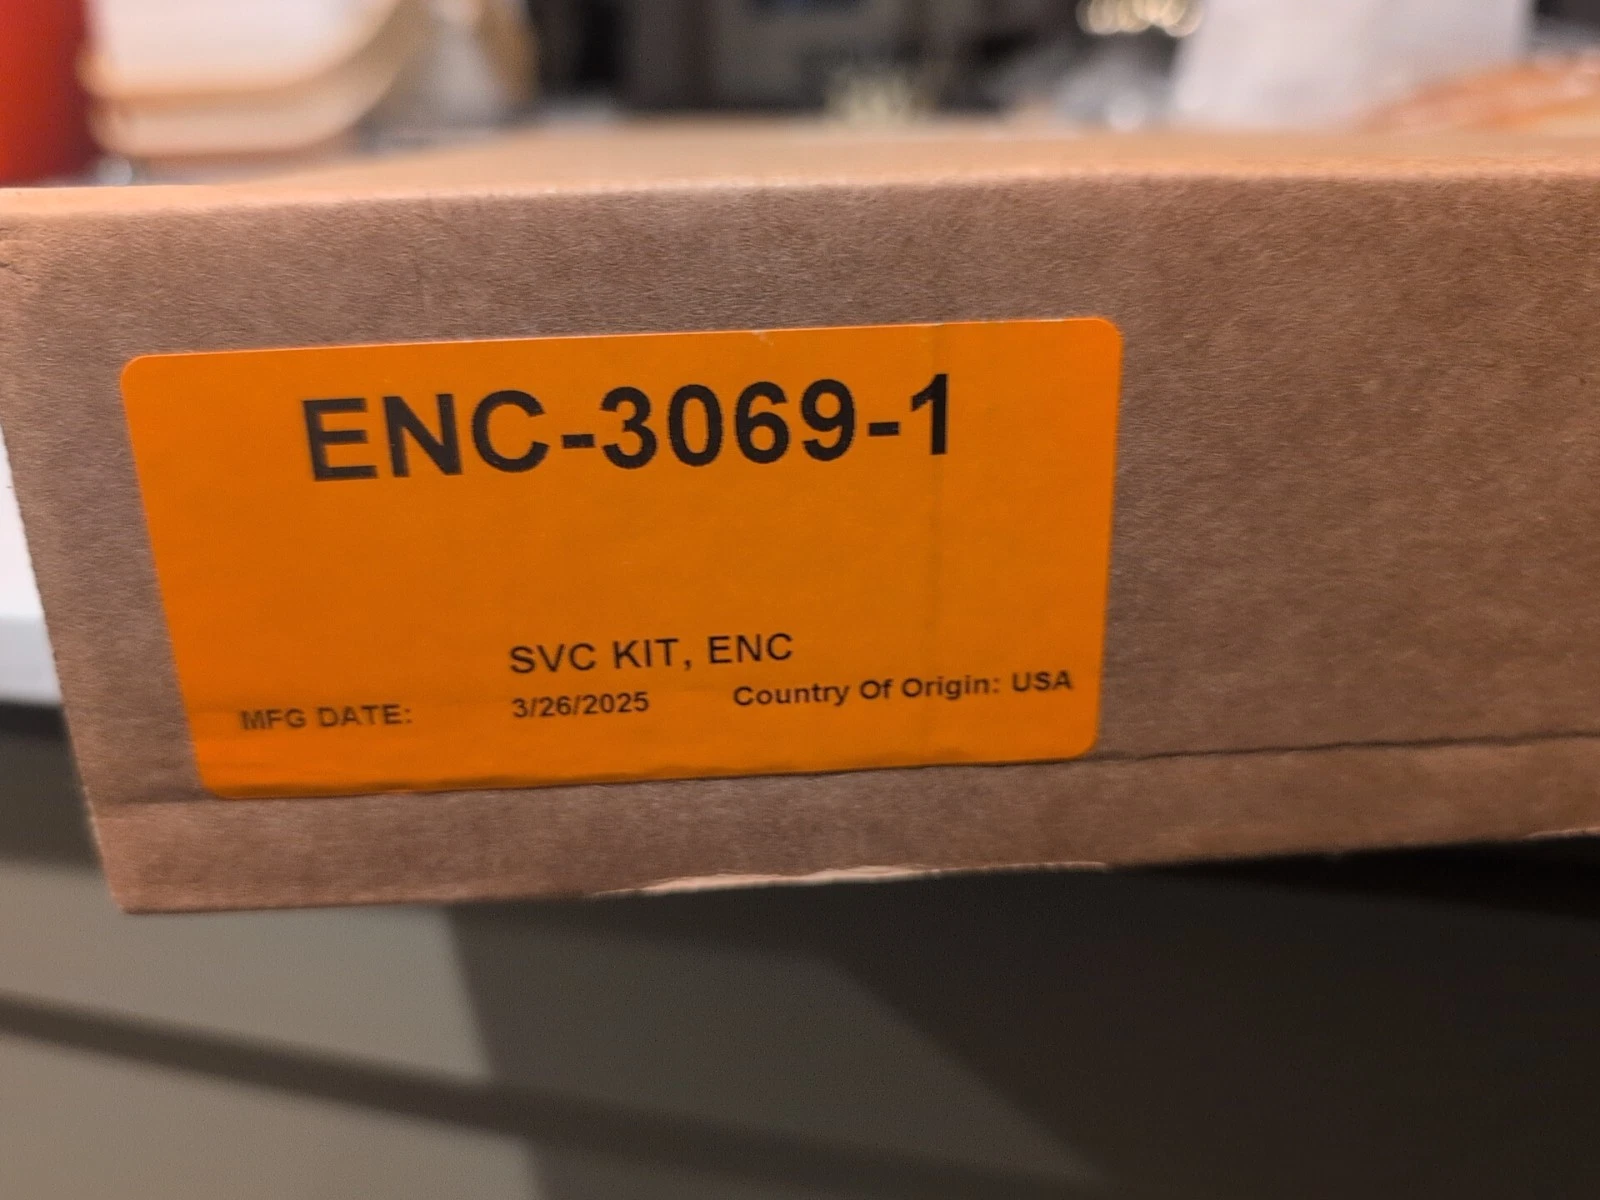 ENC-3069-1
SVC KIT, ENC
MFG DATE: 3/26/2025 Country Of Origin: USA